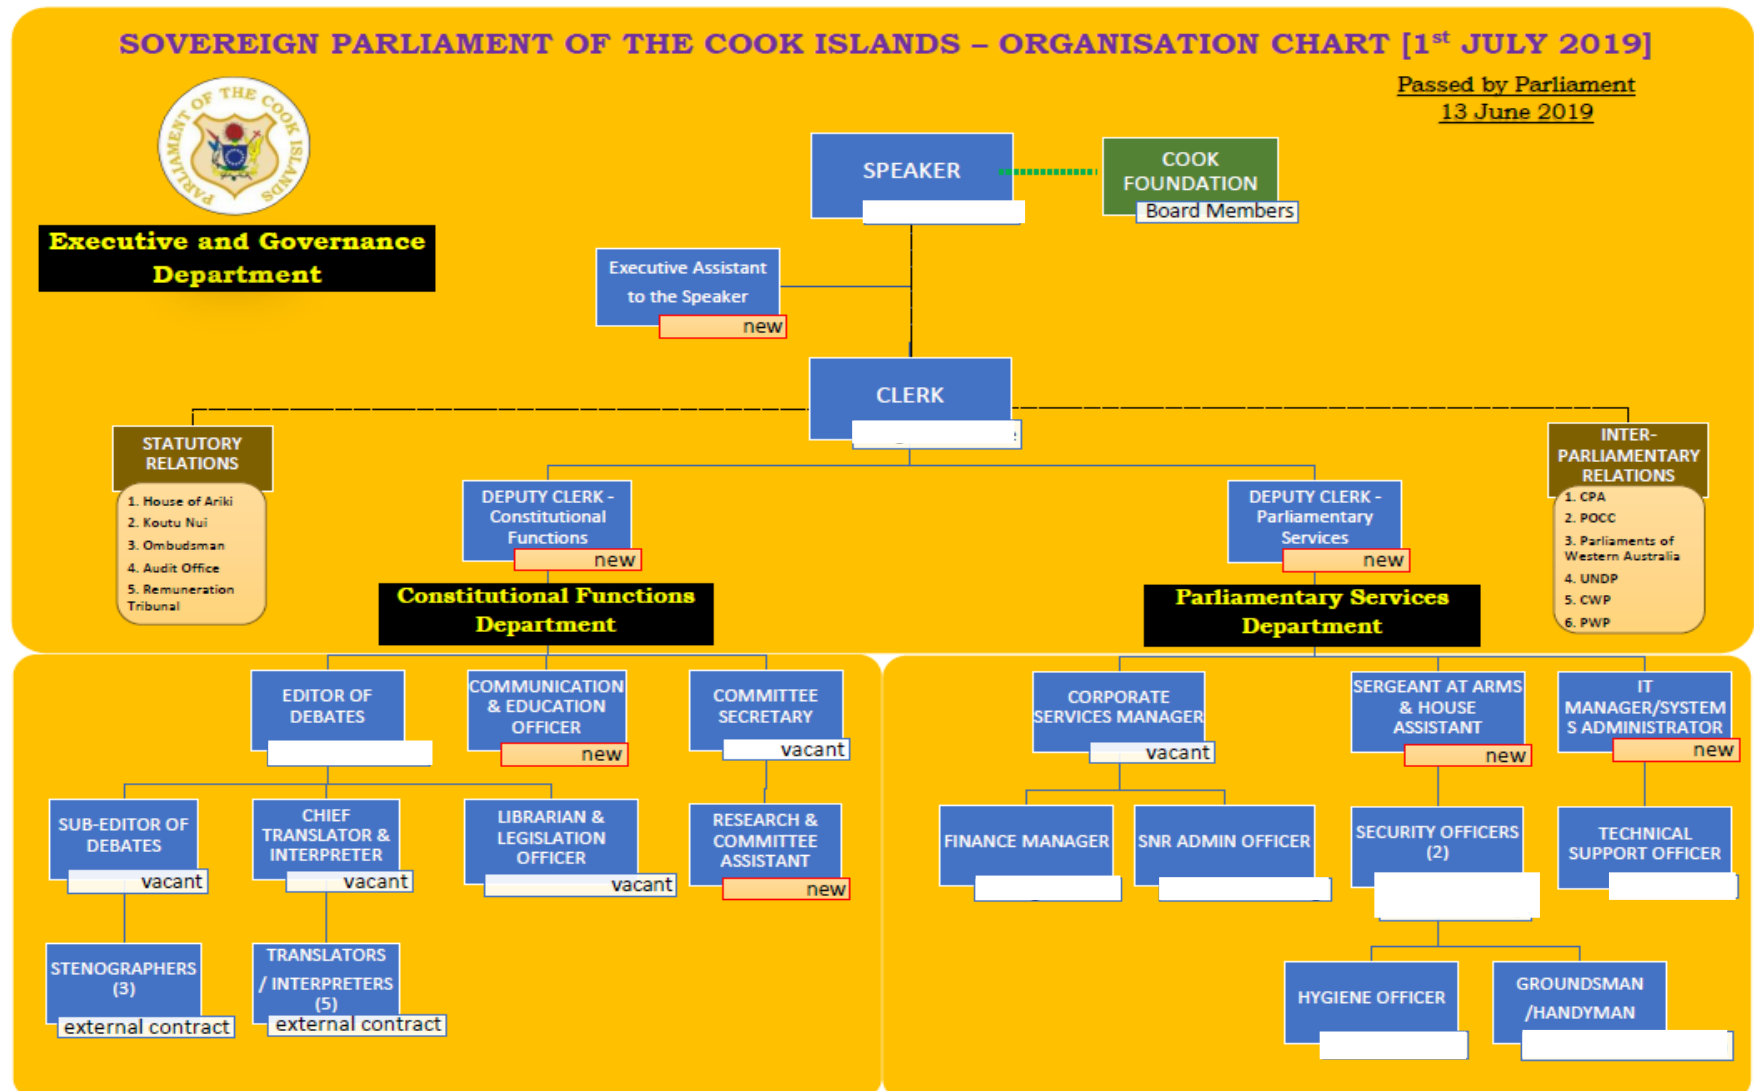 SOVEREIGN PARLIAMENT OF THE COOK ISLANDS – ORGANISATION CHART [1st JULY 2019]
Passed by Parliament
13 June 2019
PARLIAMENT OF THE COOK ISLANDS
Executive and Governance
Department
SPEAKER
COOK
FOUNDATION
Board Members
Executive Assistant
to the Speaker
new
CLERK
STATUTORY
RELATIONS
1. House of Ariki
2. Koutu Nui
3. Ombudsman
4. Audit Office
5. Remuneration
Tribunal
INTER-
PARLIAMENTARY
RELATIONS
1. CPA
2. POCC
3. Parliaments of
Western Australia
4. UNDP
5. CWP
6. PWP
DEPUTY CLERK -
Constitutional
Functions
new
DEPUTY CLERK -
Parliamentary
Services
new
Constitutional Functions
Department
Parliamentary Services
Department
EDITOR OF
DEBATES
COMMUNICATION
& EDUCATION
OFFICER
new
COMMITTEE
SECRETARY
vacant
CORPORATE
SERVICES MANAGER
vacant
SERGEANT AT ARMS
& HOUSE
ASSISTANT
new
IT
MANAGER/SYSTEM
S ADMINISTRATOR
new
SUB-EDITOR OF
DEBATES
vacant
CHIEF
TRANSLATOR &
INTERPRETER
vacant
LIBRARIAN &
LEGISLATION
OFFICER
vacant
RESEARCH &
COMMITTEE
ASSISTANT
new
FINANCE MANAGER
SNR ADMIN OFFICER
SECURITY OFFICERS
(2)
TECHNICAL
SUPPORT OFFICER
STENOGRAPHERS
(3)
external contract
TRANSLATORS
/ INTERPRETERS
(5)
external contract
HYGIENE OFFICER
GROUNDSMAN
/HANDYMAN